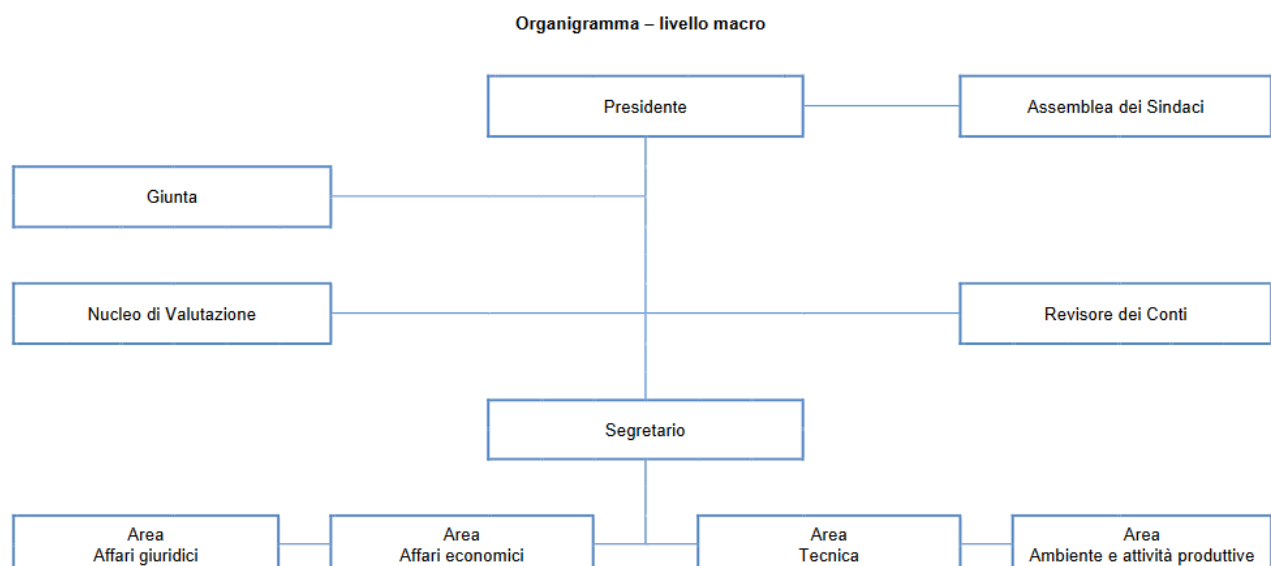 Organigramma – livello macro
Presidente
Assemblea dei Sindaci
Giunta
Nucleo di Valutazione
Revisore dei Conti
Segretario
Area
Affari giuridici
Area
Affari economici
Area
Tecnica
Area
Ambiente e attività produttive